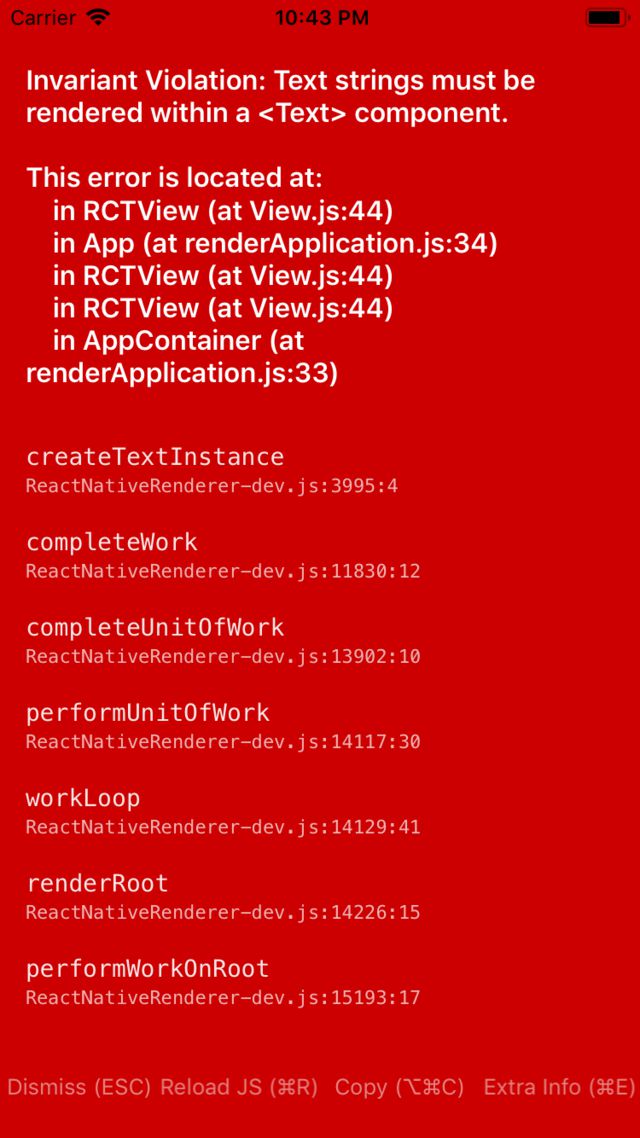 Carrier 10:43 PM
Invariant Violation: Text strings must be
rendered within a <Text> component.
This error is located at:
in RCTView (at View.js:44)
in App (at renderApplication.js:34)
in RCTView (at View.js:44)
in RCTView (at View.js:44)
in AppContainer (at
renderApplication.js:33)
createTextInstance
ReactNativeRenderer-dev.js:3995:4
completeWork
ReactNativeRenderer-dev.js:11830:12
completeUnitOfWork
ReactNativeRenderer-dev.js:13902:10
performUnitOfWork
ReactNativeRenderer-dev.js:14117:30
workLoop
ReactNativeRenderer-dev.js:14129:41
renderRoot
ReactNativeRenderer-dev.js:14226:15
performWorkOnRoot
ReactNativeRenderer-dev.js:15193:17
Dismiss (ESC) Reload JS (⌘R) Copy (⌥⌘C) Extra Info (⌘E)